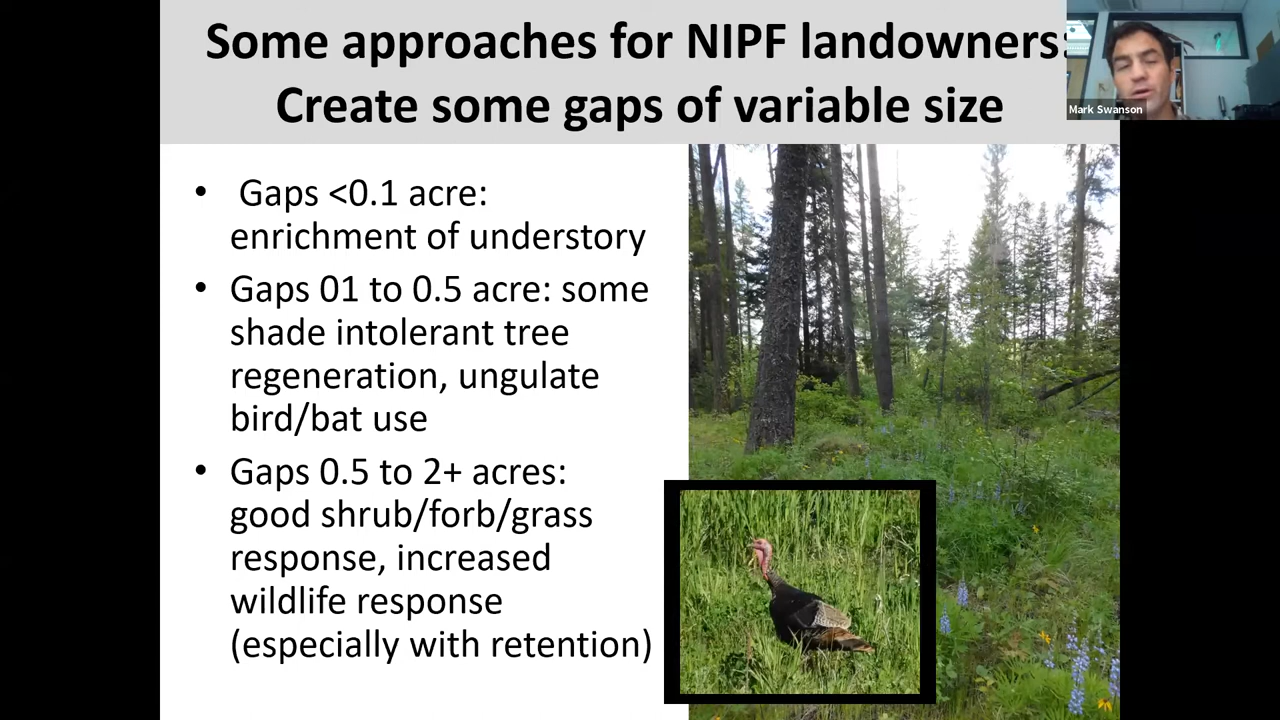 Some approaches for NIPF landowners:
Create some gaps of variable size
Mark Swanson
• Gaps <0.1 acre:
enrichment of understory
• Gaps 01 to 0.5 acre: some
shade intolerant tree
regeneration, ungulate
bird/bat use
• Gaps 0.5 to 2+ acres:
good shrub/forb/grass
response, increased
wildlife response
(especially with retention)